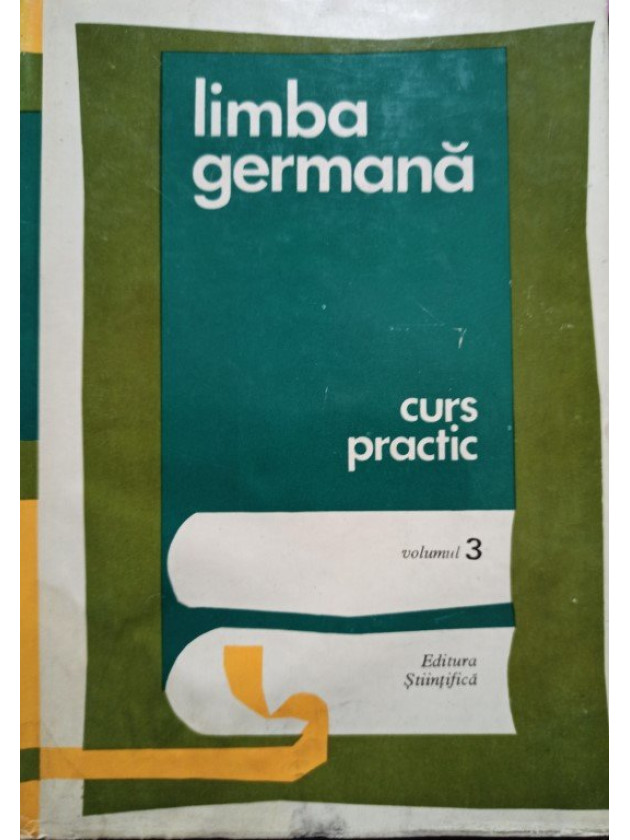 limba
germană
curs
practic
volumul 3
Editura
Științifică